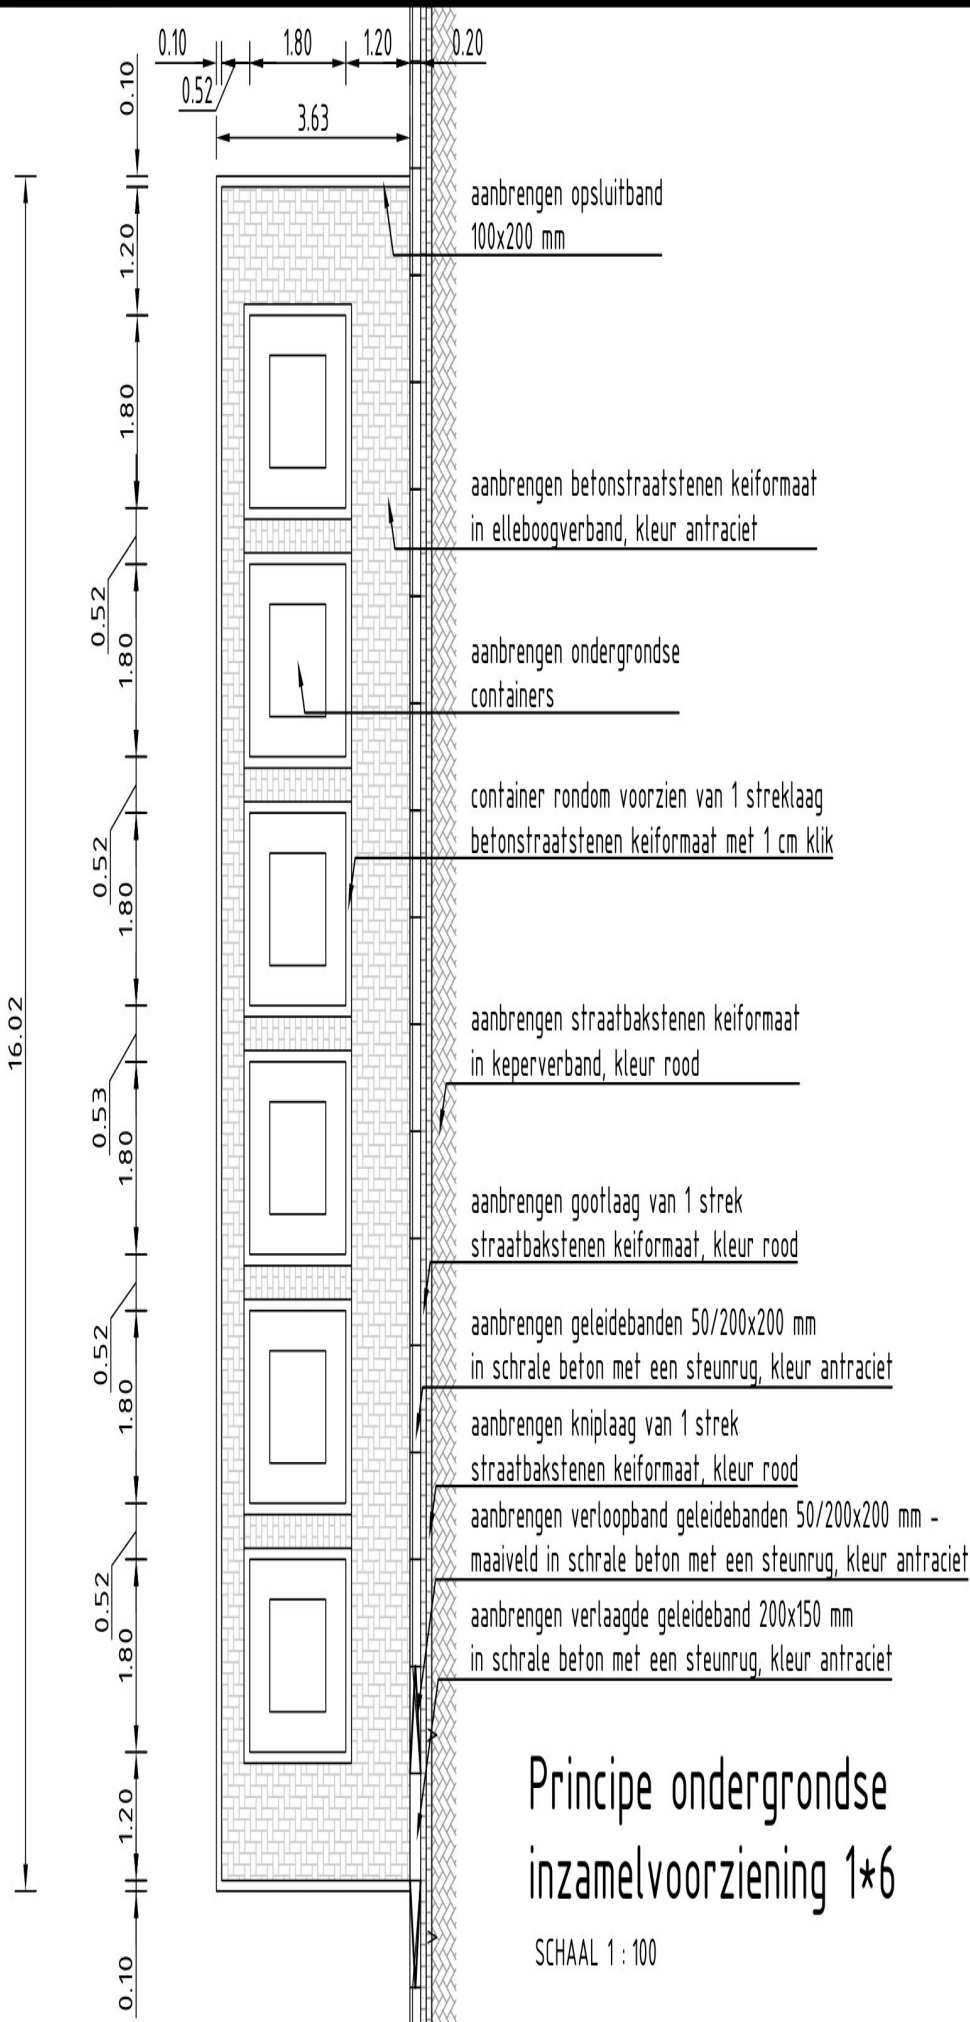 0.10
1.80
1.20
0.20
0.52
3.63
0.10
1.20
1.80
0.52
1.80
0.52
1.80
0.53
1.80
0.52
1.80
0.52
1.80
1.20
0.10
16.02
aanbrengen opsluitband
100x200 mm
aanbrengen betonstraatstenen keiformaat
in elleboogverband, kleur antraciet
aanbrengen ondergrondse
containers
container rondom voorzien van 1 streklaag
betonstraatstenen keiformaat met 1 cm klik
aanbrengen straatbakstenen keiformaat
in keperverband, kleur rood
aanbrengen gootlaag van 1 strek
straatbakstenen keiformaat, kleur rood
aanbrengen geleidebanden 50/200x200 mm
in schrale beton met een steunrug, kleur antraciet
aanbrengen kniplaag van 1 strek
straatbakstenen keiformaat, kleur rood
aanbrengen verloopband geleidebanden 50/200x200 mm -
maaiveld in schrale beton met een steunrug, kleur antraciet
aanbrengen verlaagde geleideband 200x150 mm
in schrale beton met een steunrug, kleur antraciet
Principe ondergrondse
inzamelvoorziening 1*6
SCHAAL 1 : 100